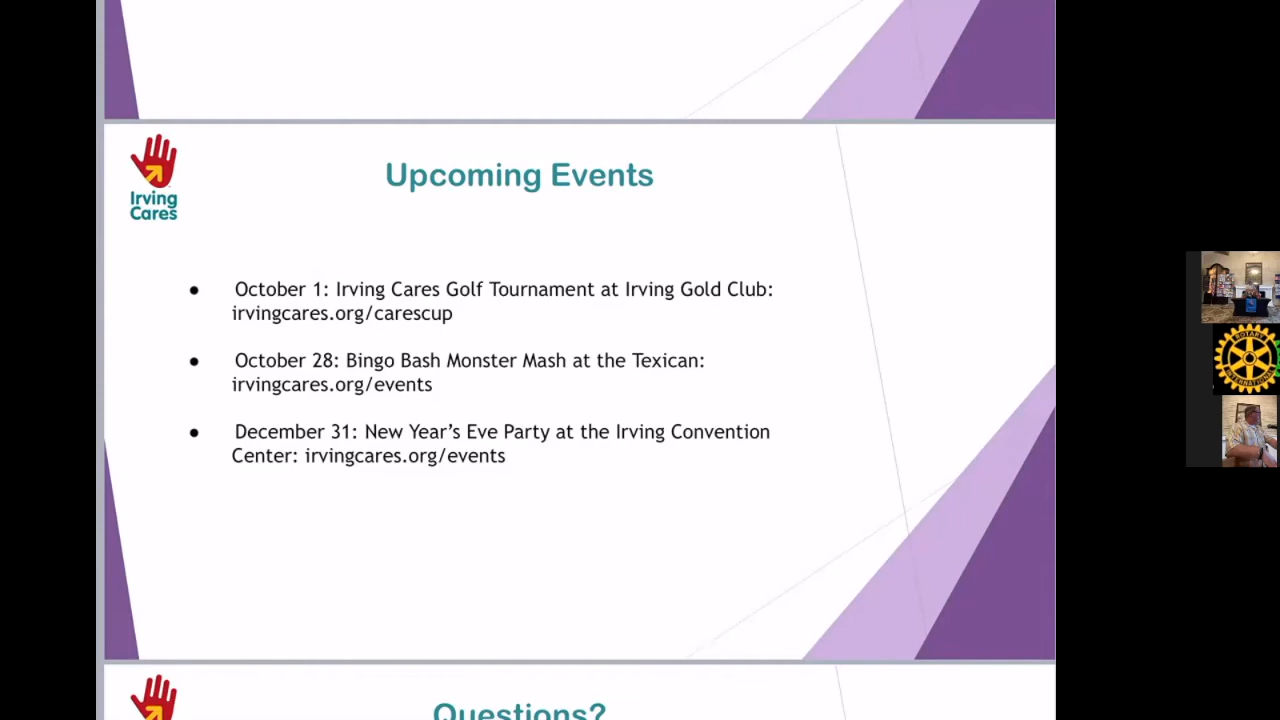 Irving
Cares
Upcoming Events
● October 1: Irving Cares Golf Tournament at Irving Gold Club:
irvingcares.org/carescup
● October 28: Bingo Bash Monster Mash at the Texican:
irvingcares.org/events
● December 31: New Year’s Eve Party at the Irving Convention
Center: irvingcares.org/events
ROTARY
INTERNATIONAL
Questions?